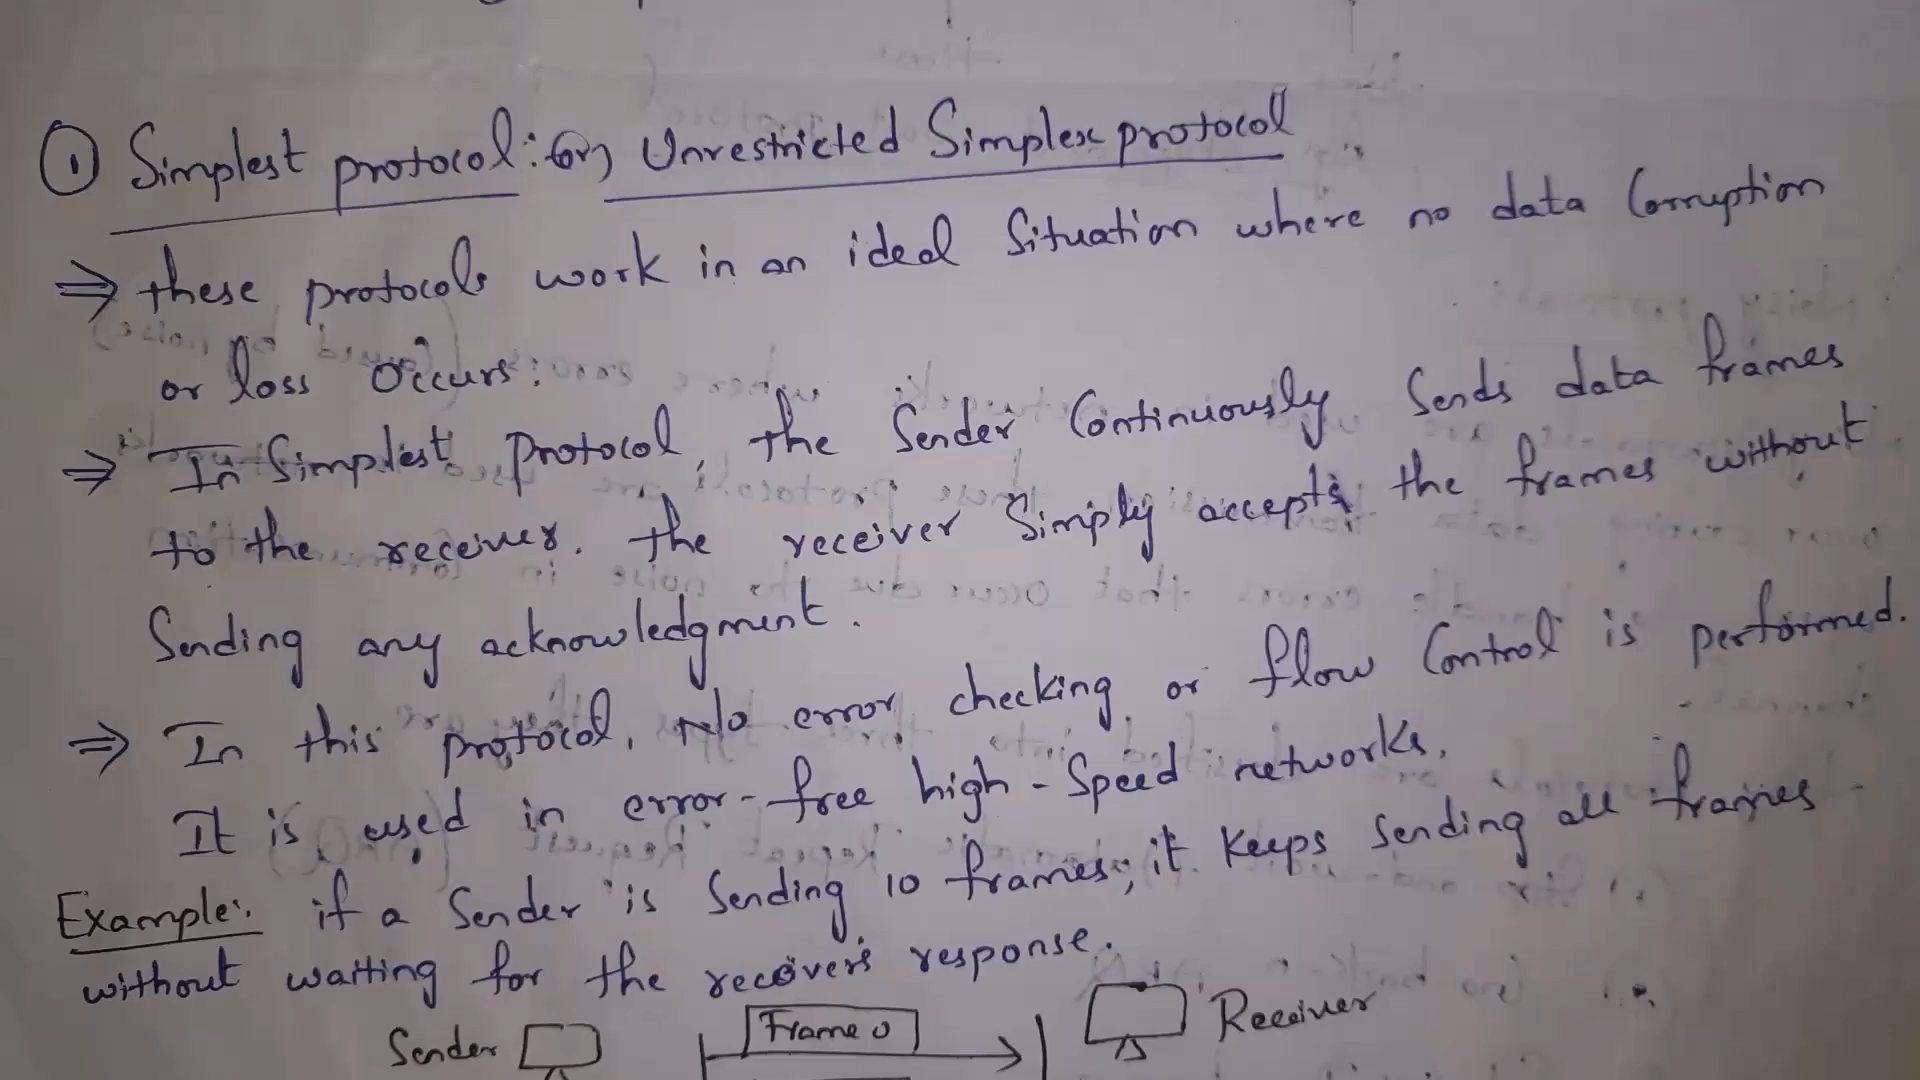 ① Simplest protocol: (or) Unrestricted Simplex protocol
⇒ these protocols work in an ideal Situation where no data Corruption
or loss occurs:
⇒ In Simplest Protocol, the Sender Continuously Sends data frames
to the receiver. the receiver Simply accepts the frames without
Sending any acknowledgment.
⇒ In this protocol, No error checking or flow Control is performed.
It is used in error-free high-Speed networks.
Example: if a Sender is Sending 10 frames, it keeps sending all frames
without waiting for the receiver's response.
Sender Frame 0 Receiver